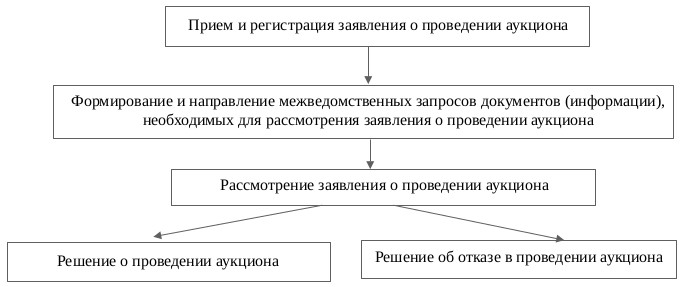 Прием и регистрация заявления о проведении аукциона
Формирование и направление межведомственных запросов документов (информации),
необходимых для рассмотрения заявления о проведении аукциона
Рассмотрение заявления о проведении аукциона
Решение о проведении аукциона
Решение об отказе в проведении аукциона